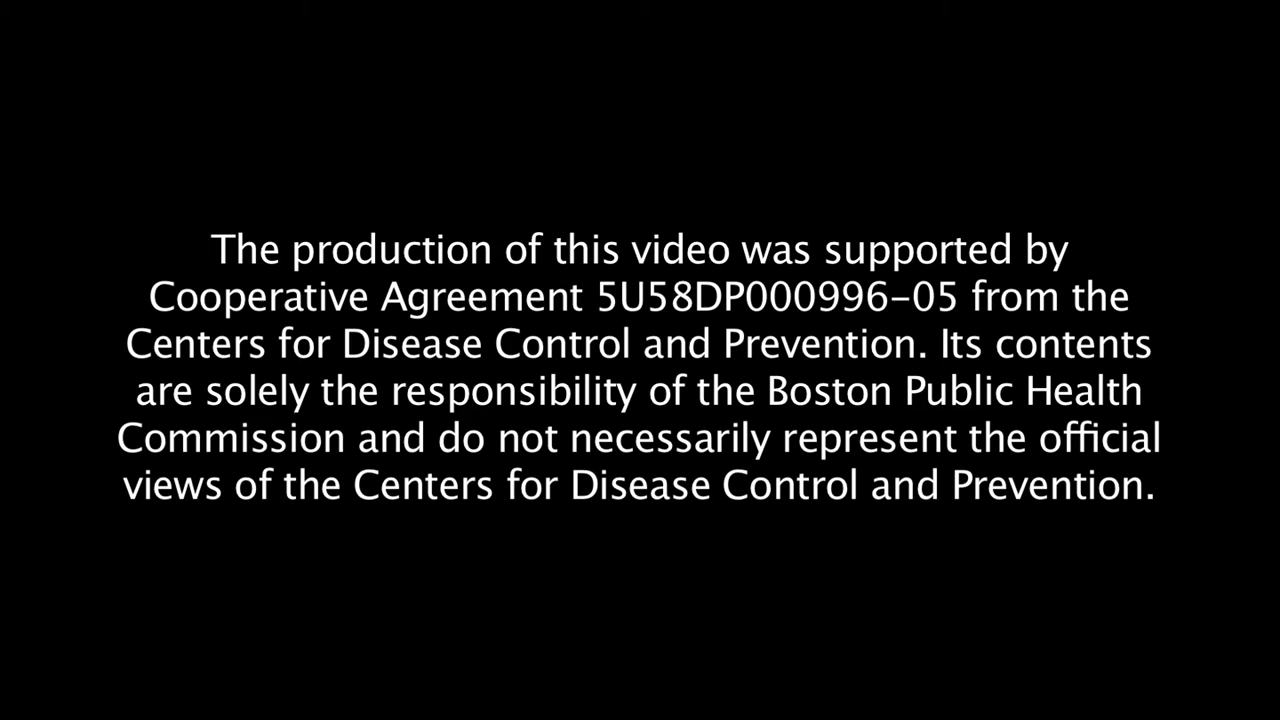 The production of this video was supported by
Cooperative Agreement 5U58DP000996-05 from the
Centers for Disease Control and Prevention. Its contents
are solely the responsibility of the Boston Public Health
Commission and do not necessarily represent the official
views of the Centers for Disease Control and Prevention.